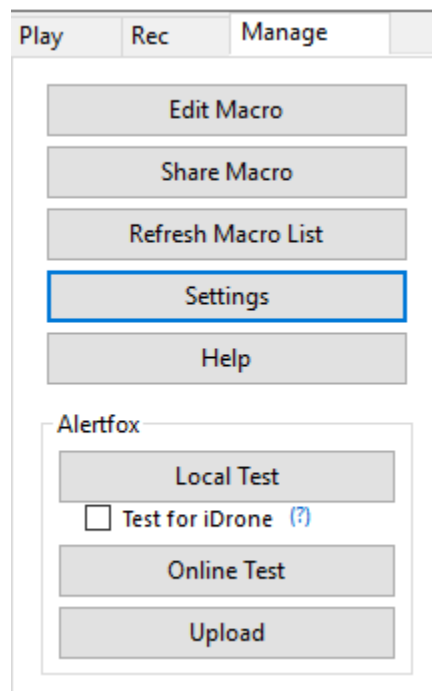 Play Rec Manage
Edit Macro
Share Macro
Refresh Macro List
Settings
Help
Alertfox
Local Test
Test for iDrone (?)
Online Test
Upload